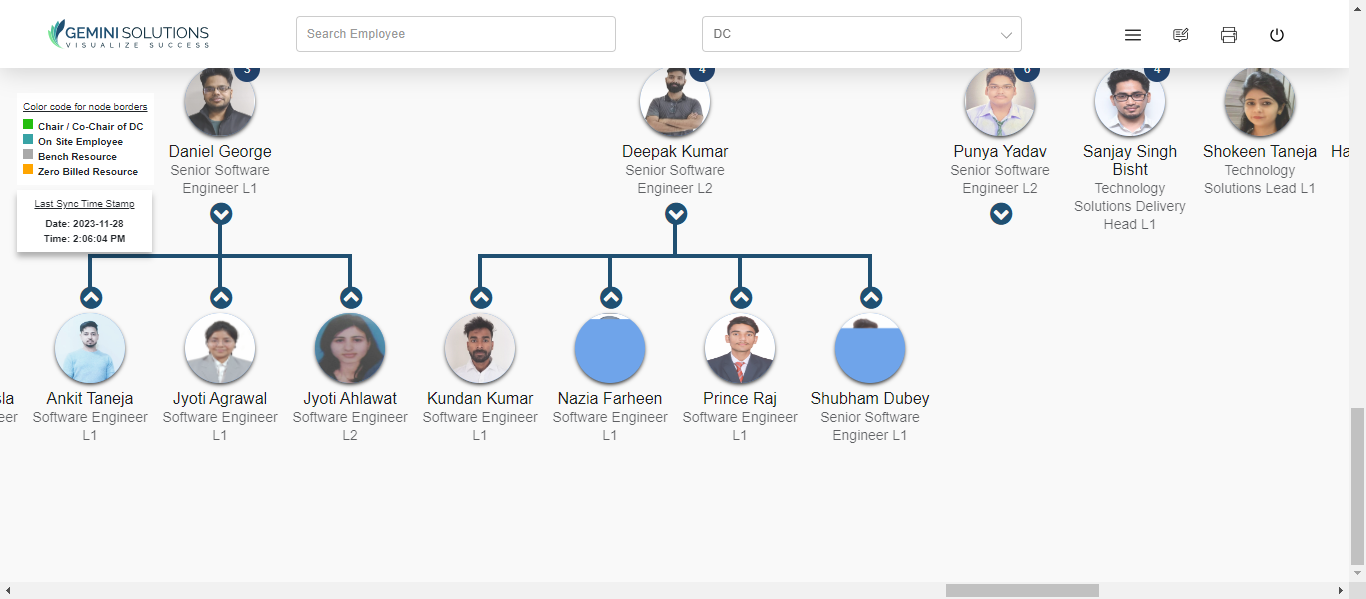 GEMINI SOLUTIONS
VISUALIZE SUCCESS
Search Employee
DC
3
4
6
4
Color code for node borders
Chair / Co-Chair of DC
On Site Employee
Bench Resource
Zero Billed Resource
Last Sync Time Stamp
Date: 2023-11-28
Time: 2:06:04 PM
Daniel George
Senior Software
Engineer L1
Deepak Kumar
Senior Software
Engineer L2
Punya Yadav
Senior Software
Engineer L2
Sanjay Singh
Bisht
Technology
Solutions Delivery
Head L1
Shokeen Taneja
Technology
Solutions Lead L1
Ha
sla
eer
Ankit Taneja
Software Engineer
L1
Jyoti Agrawal
Software Engineer
L1
Jyoti Ahlawat
Software Engineer
L2
Kundan Kumar
Software Engineer
L1
Nazia Farheen
Software Engineer
L1
Prince Raj
Software Engineer
L1
Shubham Dubey
Senior Software
Engineer L1